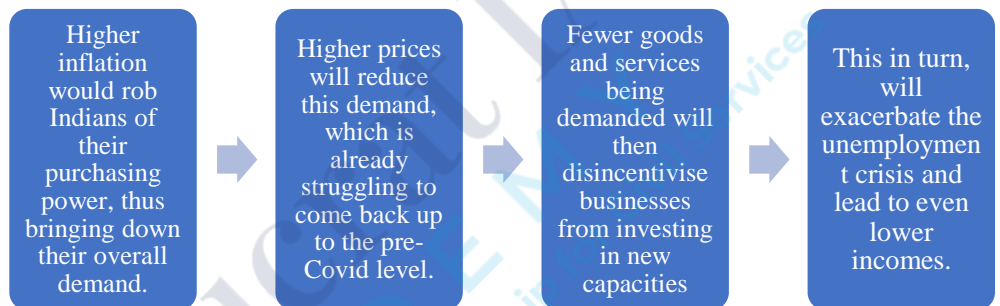 Higher
inflation
would rob
Indians of
their
purchasing
power, thus
bringing down
their overall
demand.
Higher prices
will reduce
this demand,
which is
already
struggling to
come back up
to the pre-
Covid level.
Fewer goods
and services
being
demanded will
then
disincentivise
businesses
from investing
in new
capacities
This in turn,
will
exacerbate the
unemploymen
t crisis and
lead to even
lower
incomes.